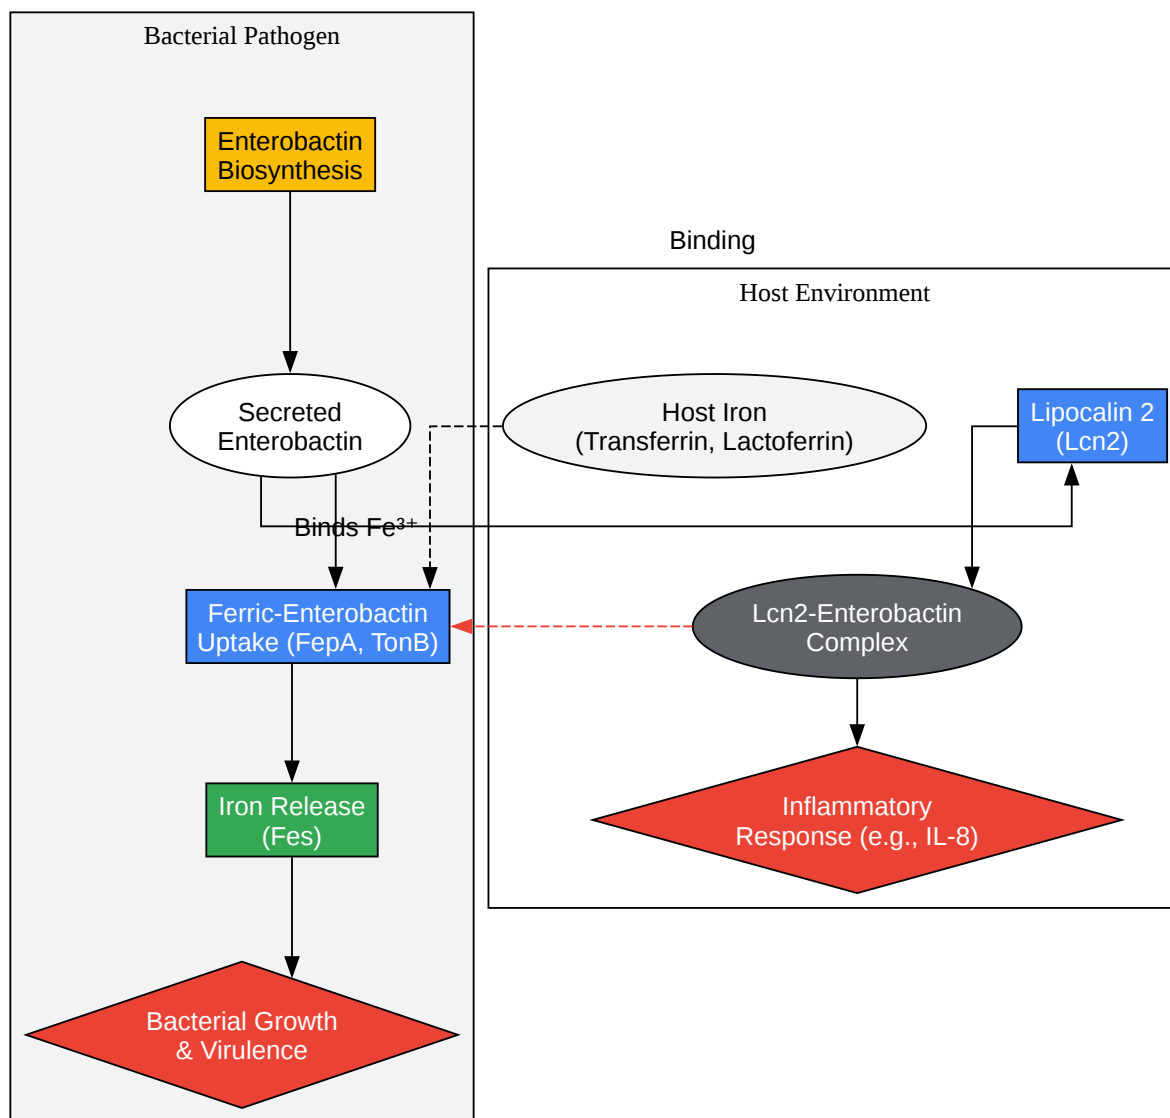 Bacterial Pathogen
Enterobactin
Biosynthesis
Binding
Host Environment
Secreted
Enterobactin
Host Iron
(Transferrin, Lactoferrin)
Lipocalin 2
(Lcn2)
Binds Fe³⁺
Ferric-Enterobactin
Uptake (FepA, TonB)
Lcn2-Enterobactin
Complex
Iron Release
(Fes)
Inflammatory
Response (e.g., IL-8)
Bacterial Growth
& Virulence